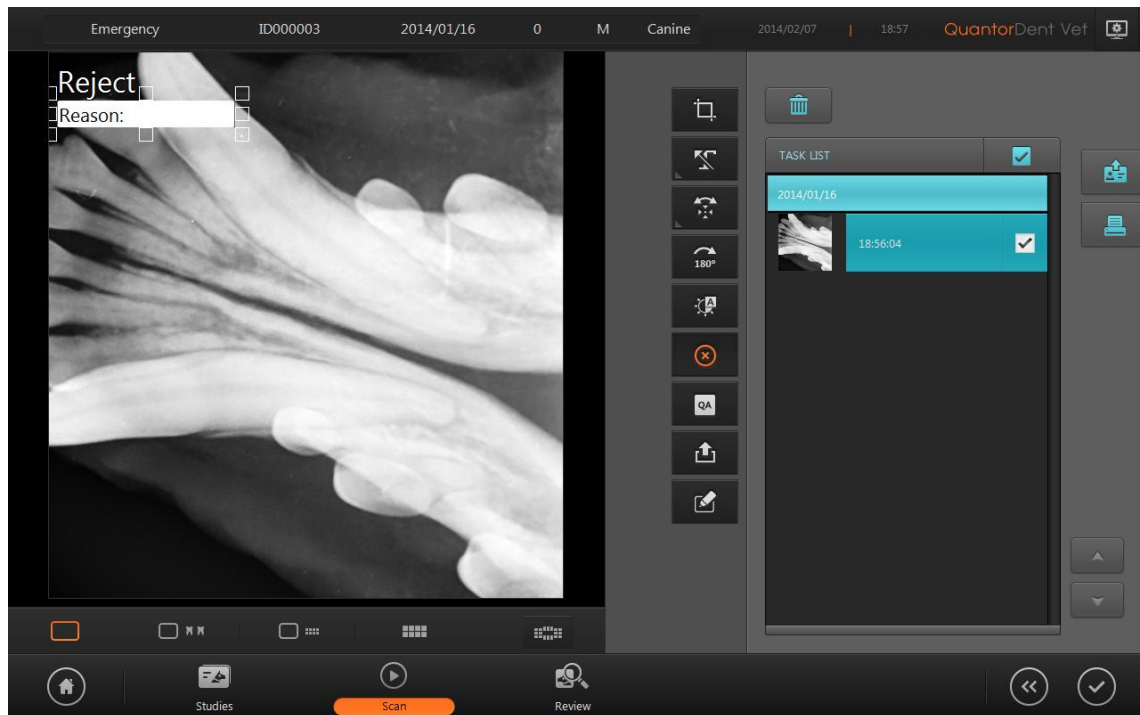 Emergency ID000003 2014/01/16 0 M Canine 2014/02/07 | 18:57 QuantorDent Vet
Reject
Reason:
TASK LIST
2014/01/16
18:56:04
180°
A
QA
Studies Scan Review